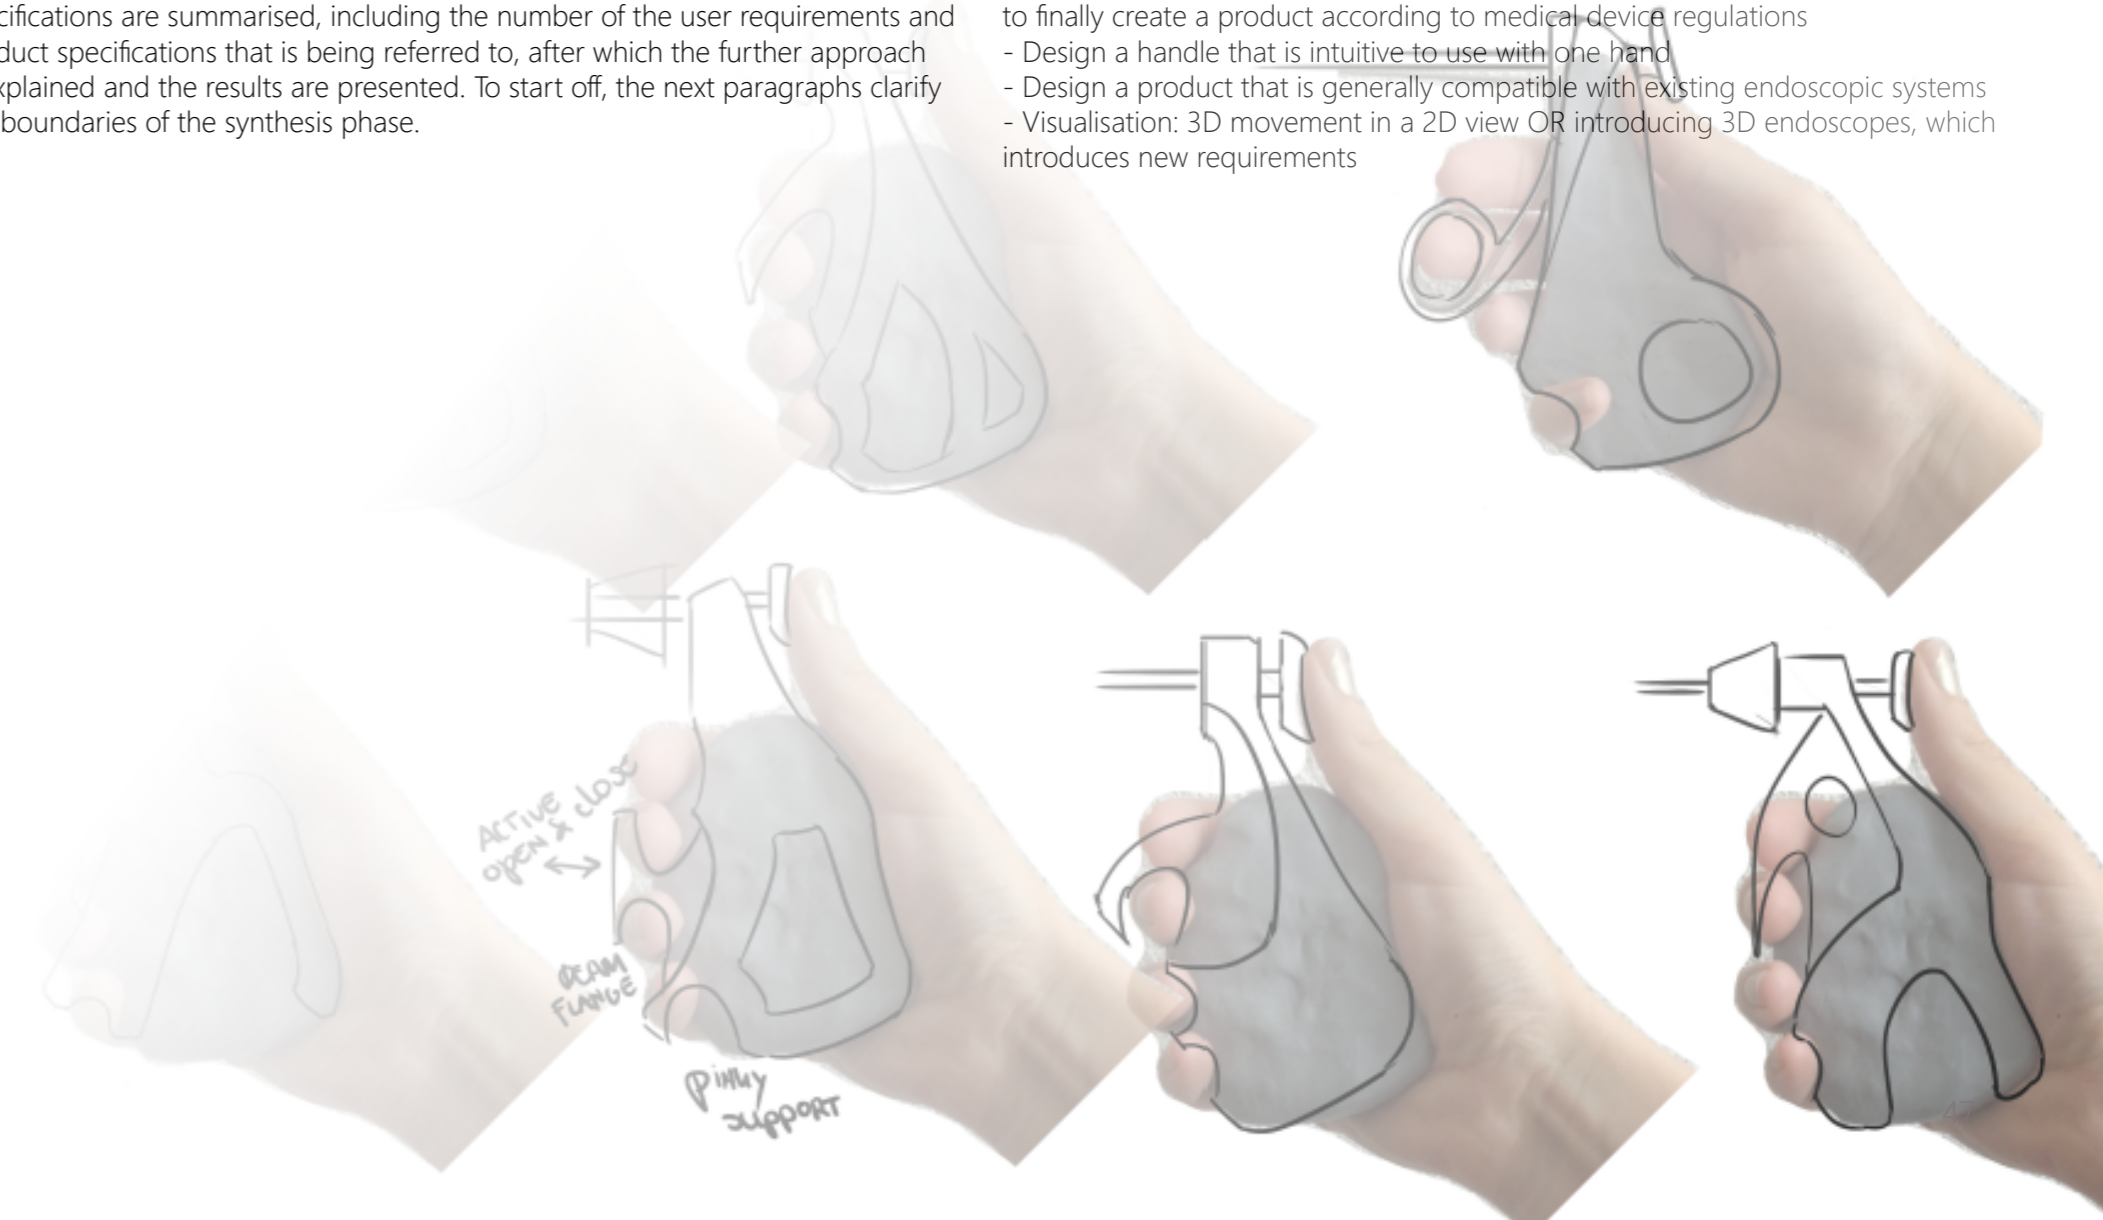 cifications are summarised, including the number of the user requirements and
duct specifications that is being referred to, after which the further approach
xplained and the results are presented. To start off, the next paragraphs clarify
boundaries of the synthesis phase.
to finally create a product according to medical device regulations
- Design a handle that is intuitive to use with one hand
- Design a product that is generally compatible with existing endoscopic systems
- Visualisation: 3D movement in a 2D view OR introducing 3D endoscopes, which
introduces new requirements
ACTIVE
OPEN & CLOSE
FLANGE
PINKY
SUPPORT